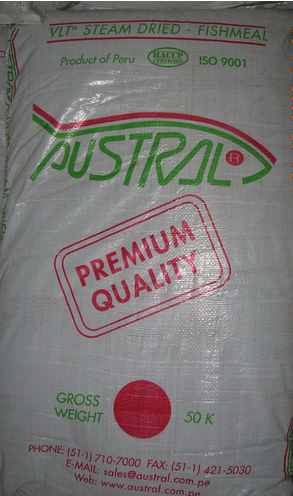 VLT® STEAM DRIED - FISHMEAL
Product of Peru HACCP ISO 9001
AUSTRAL®
PREMIUM
QUALITY
GROSS
WEIGHT 50 K
PHONE: (51-1) 710-7000 FAX: (51-1) 421-5030
E-MAIL: sales@austral.com.pe
Web: www.austral.com.pe